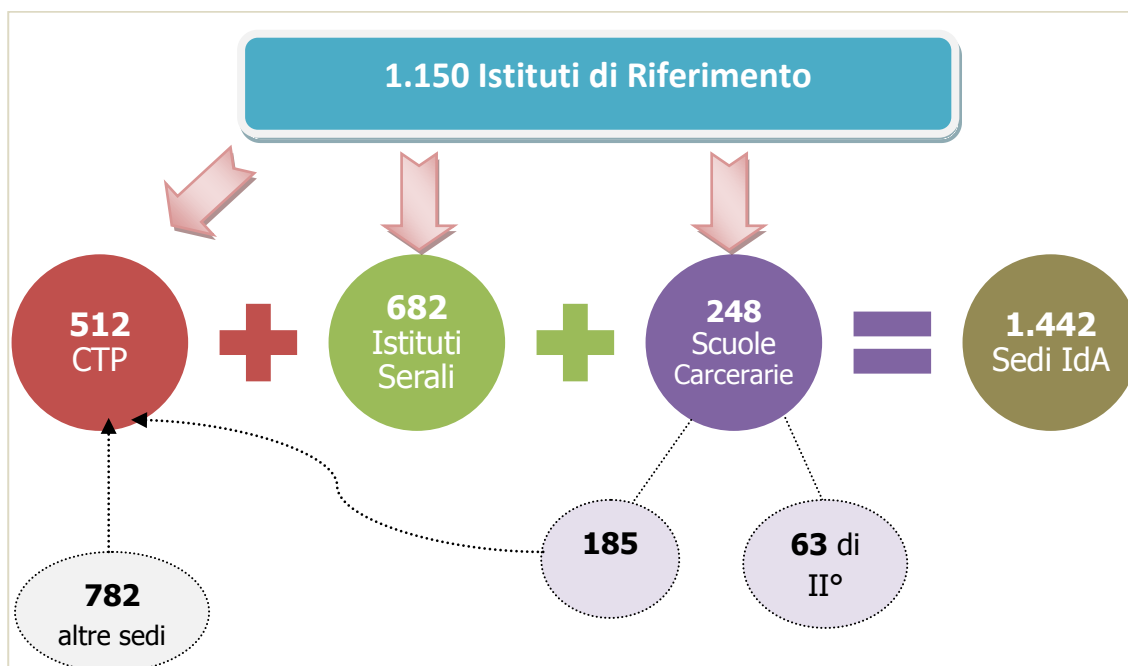 1.150 Istituti di Riferimento
512
CTP
682
Istituti
Serali
248
Scuole
Carcerarie
1.442
Sedi IdA
185
63 di
II°
782
altre sedi